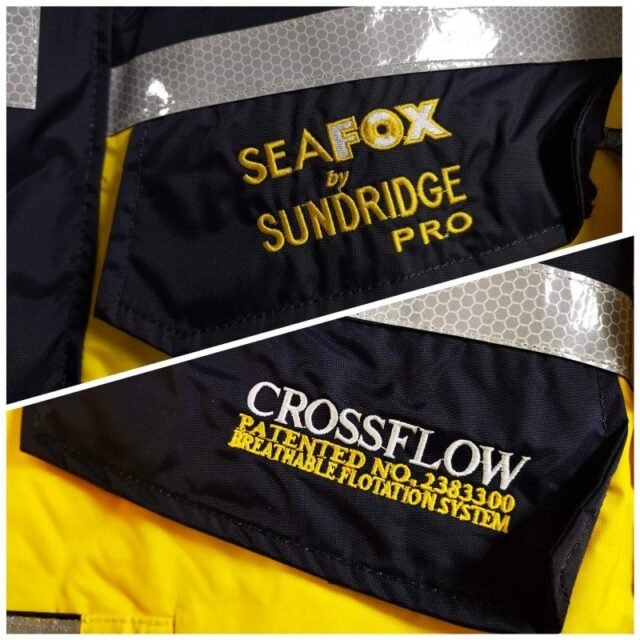 SEAFOX
by
SUNDRIDGE
PRO
CROSSFLOW
PATENTED NO. 2383300
BREATHABLE FLOTATION SYSTEM